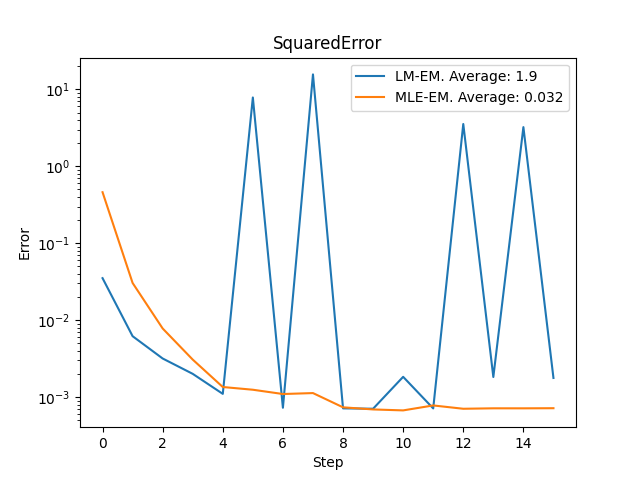 SquaredError
LM-EM. Average: 1.9
MLE-EM. Average: 0.032
Error
10¹
10⁰
10⁻¹
10⁻²
10⁻³
0 2 4 6 8 10 12 14
Step